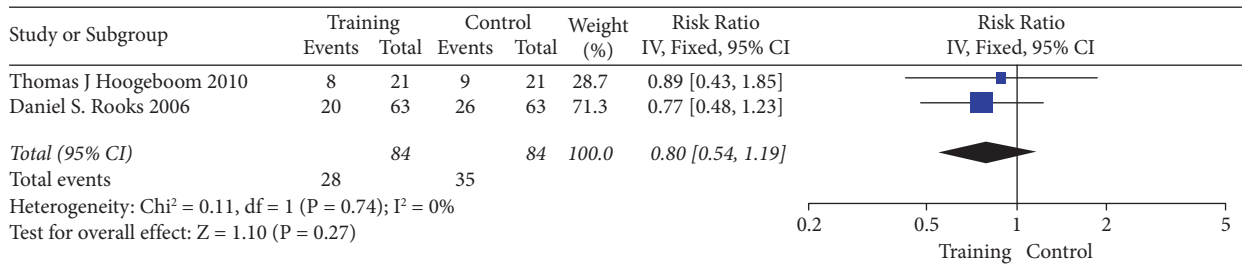 Study or Subgroup Training Control Weight (%) Risk Ratio Risk Ratio
Events Total Events Total IV, Fixed, 95% CI IV, Fixed, 95% CI
Thomas J Hoogeboom 2010 8 21 9 21 28.7 0.89 [0.43, 1.85]
Daniel S. Rooks 2006 20 63 26 63 71.3 0.77 [0.48, 1.23]
Total (95% CI) 84 84 100.0 0.80 [0.54, 1.19]
Total events 28 35
Heterogeneity: Chi² = 0.11, df = 1 (P = 0.74); I² = 0%
Test for overall effect: Z = 1.10 (P = 0.27)
0.2 0.5 1 2 5
Training Control